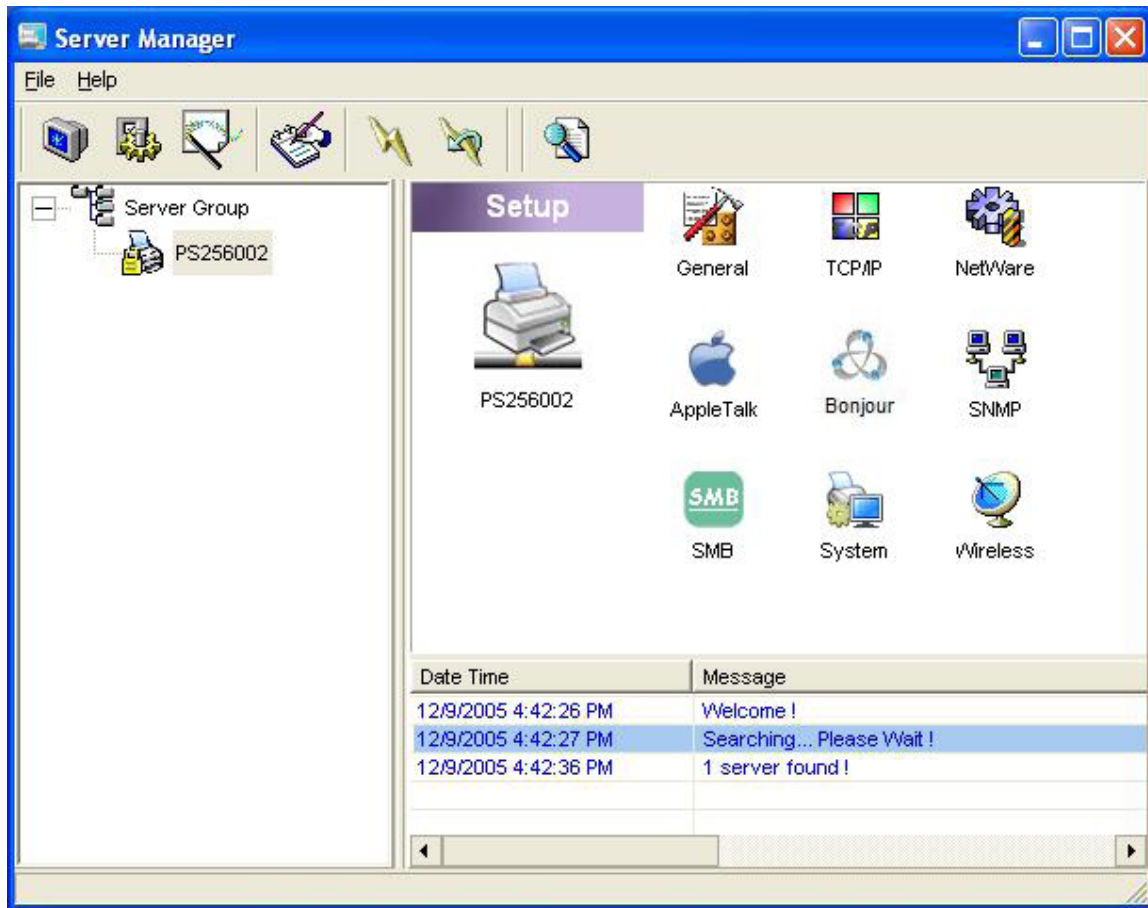 Server Manager
File Help
Server Group
PS256002
Setup
PS256002
General
TCP/IP
NetWare
AppleTalk
Bonjour
SNMP
SMB
SMB
System
Wireless
Date Time Message
12/9/2005 4:42:26 PM Welcome !
12/9/2005 4:42:27 PM Searching... Please Wait !
12/9/2005 4:42:36 PM 1 server found !